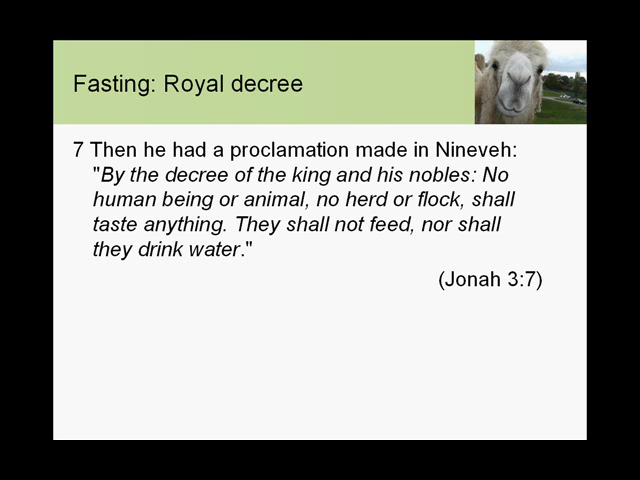 Fasting: Royal decree
7 Then he had a proclamation made in Nineveh:
"By the decree of the king and his nobles: No
human being or animal, no herd or flock, shall
taste anything. They shall not feed, nor shall
they drink water."
(Jonah 3:7)